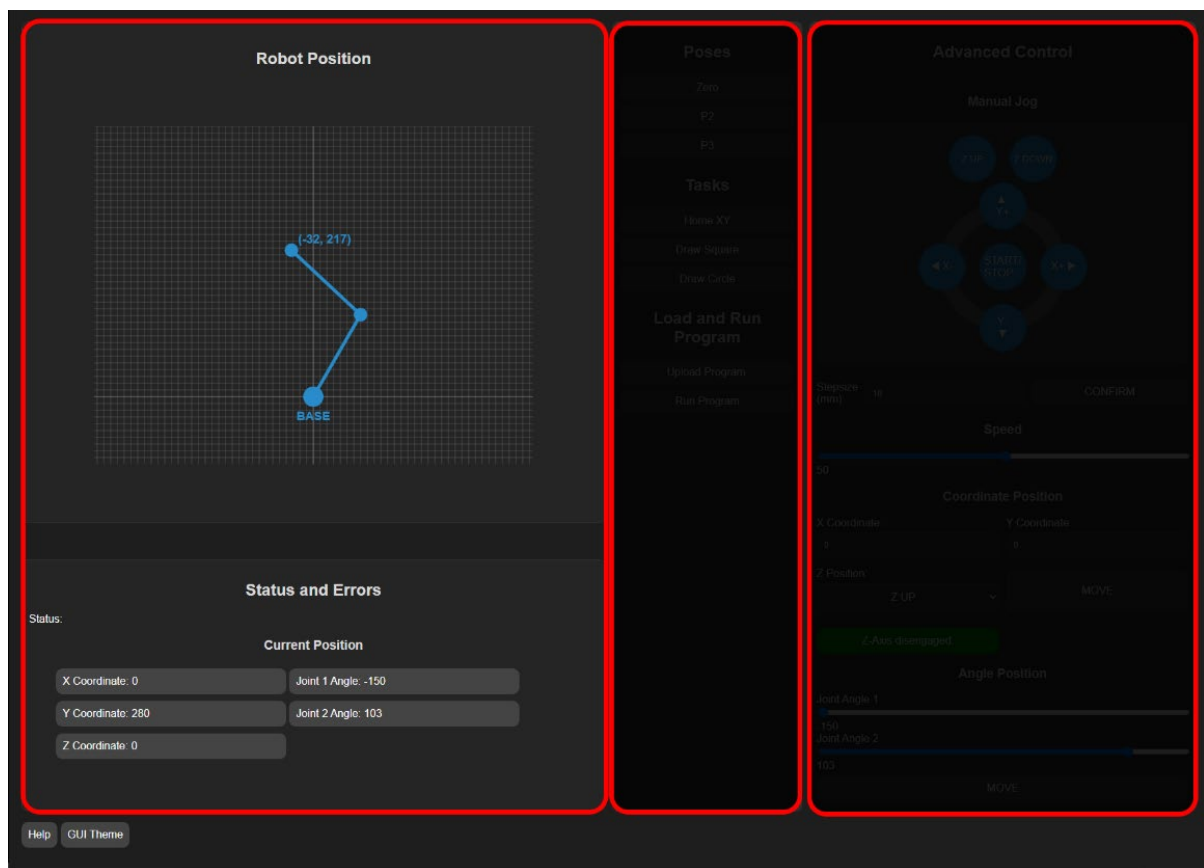 Robot Position
(-32, 217)
BASE
Status and Errors
Status:
Current Position
X Coordinate: 0
Joint 1 Angle: -150
Y Coordinate: 280
Joint 2 Angle: 103
Z Coordinate: 0
Help
GUI Theme
Poses
Zero
P2
P3
Tasks
Home XY
Draw Square
Draw Circle
Load and Run
Program
Upload Program
Run Program
Advanced Control
Manual Jog
Z UP
Z DOWN
▲
Y+
◀ X-
START/
STOP
X+ ▶
Y-
▼
Stepsize
(mm)
10
CONFIRM
Speed
50
Coordinate Position
X Coordinate
Y Coordinate
0
0
Z Position
Z UP
MOVE
Z-Axis disengaged
Angle Position
Joint Angle 1
-150
Joint Angle 2
103
MOVE